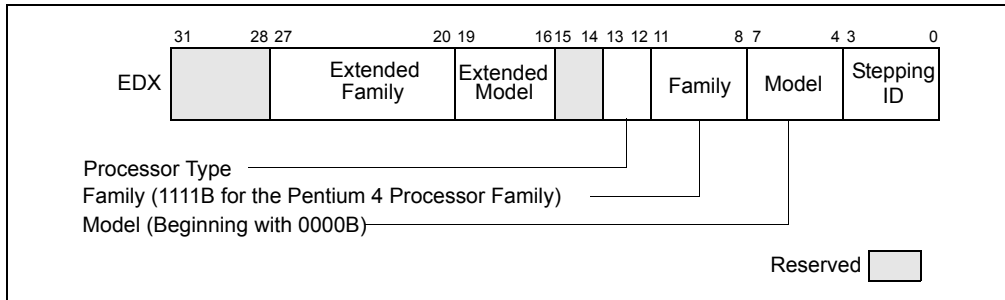 31 28 27 20 19 16 15 14 13 12 11 8 7 4 3 0
EDX
Extended Family
Extended Model
Family
Model
Stepping ID
Processor Type
Family (1111B for the Pentium 4 Processor Family)
Model (Beginning with 0000B)
Reserved